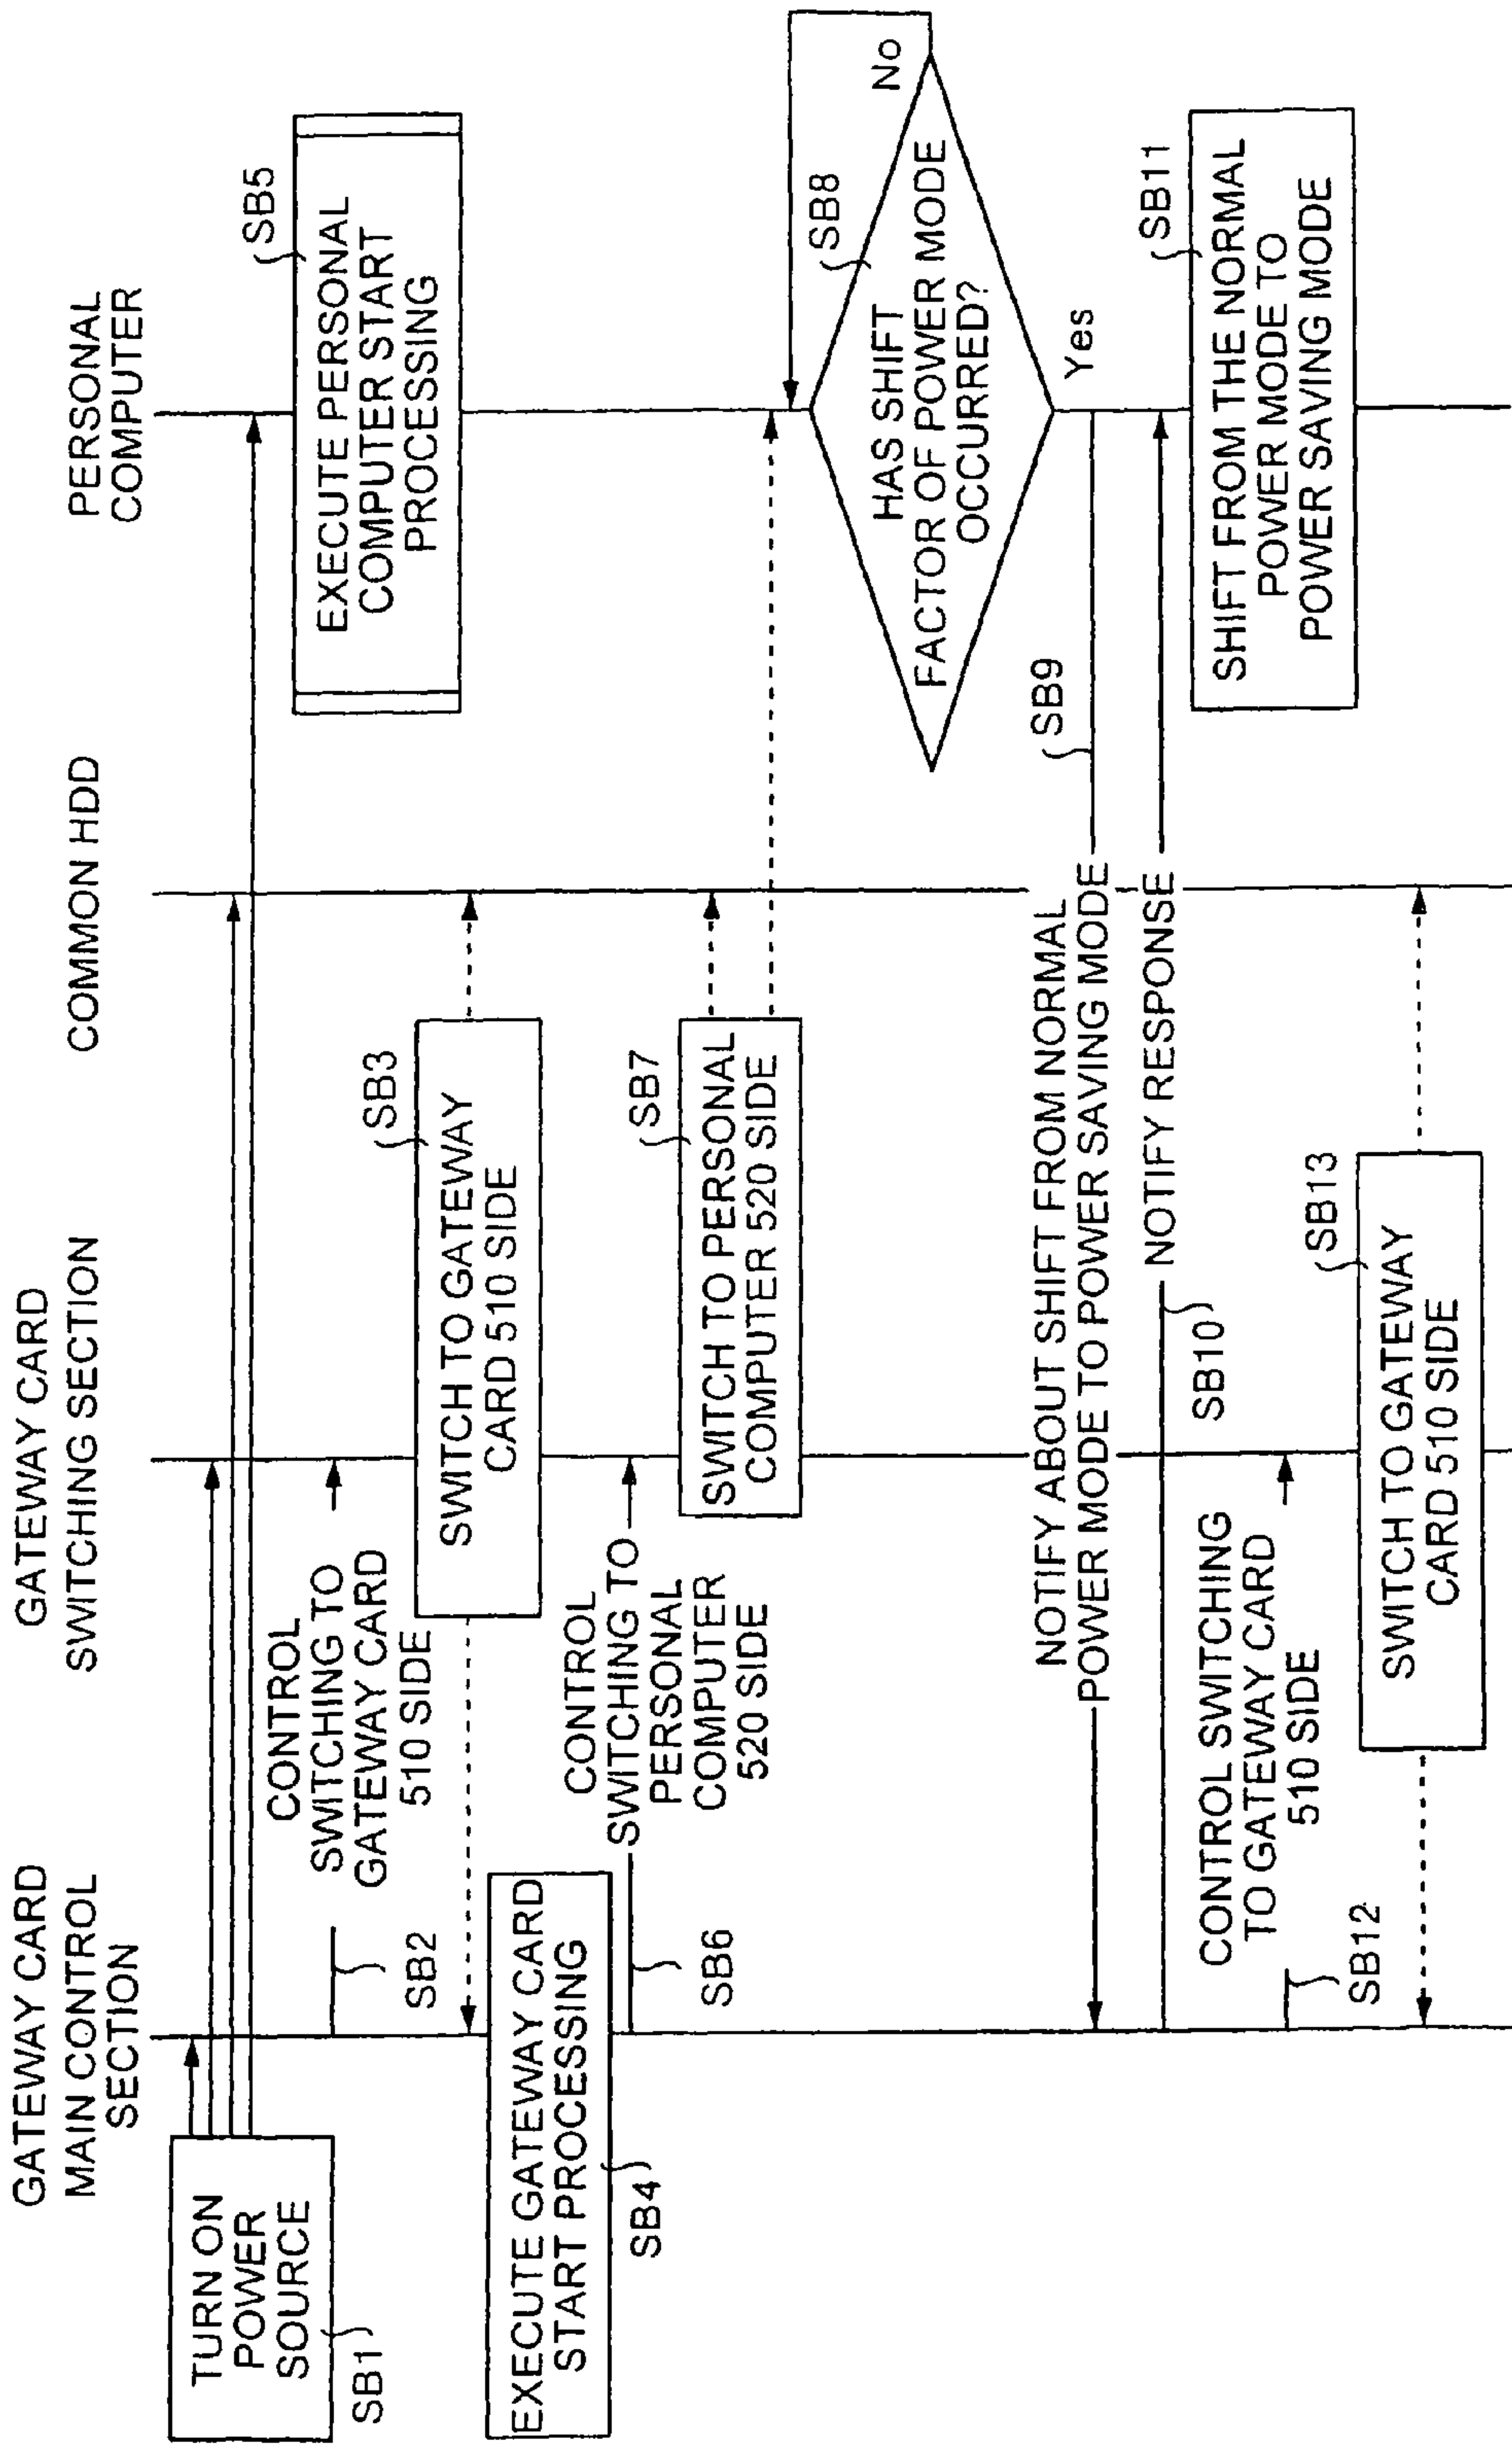 GATEWAY CARD
MAIN CONTROL
SECTION
GATEWAY CARD
SWITCHING SECTION
COMMON HDD
PERSONAL
COMPUTER
TURN ON
POWER
SOURCE
SB1
CONTROL
SWITCHING TO
GATEWAY CARD
510 SIDE
SB2
SB3
SWITCH TO GATEWAY
CARD 510 SIDE
EXECUTE GATEWAY CARD
START PROCESSING
SB4
SB5
EXECUTE PERSONAL
COMPUTER START
PROCESSING
CONTROL
SWITCHING TO
PERSONAL
COMPUTER
520 SIDE
SB6
SB7
SWITCH TO PERSONAL
COMPUTER 520 SIDE
SB8
HAS SHIFT
FACTOR OF POWER MODE
OCCURRED?
No
Yes
SB9
NOTIFY ABOUT SHIFT FROM NORMAL
POWER MODE TO POWER SAVING MODE
NOTIFY RESPONSE
SB10
SB11
SHIFT FROM THE NORMAL
POWER MODE TO
POWER SAVING MODE
CONTROL SWITCHING
TO GATEWAY CARD
510 SIDE
SB12
SB13
SWITCH TO GATEWAY
CARD 510 SIDE